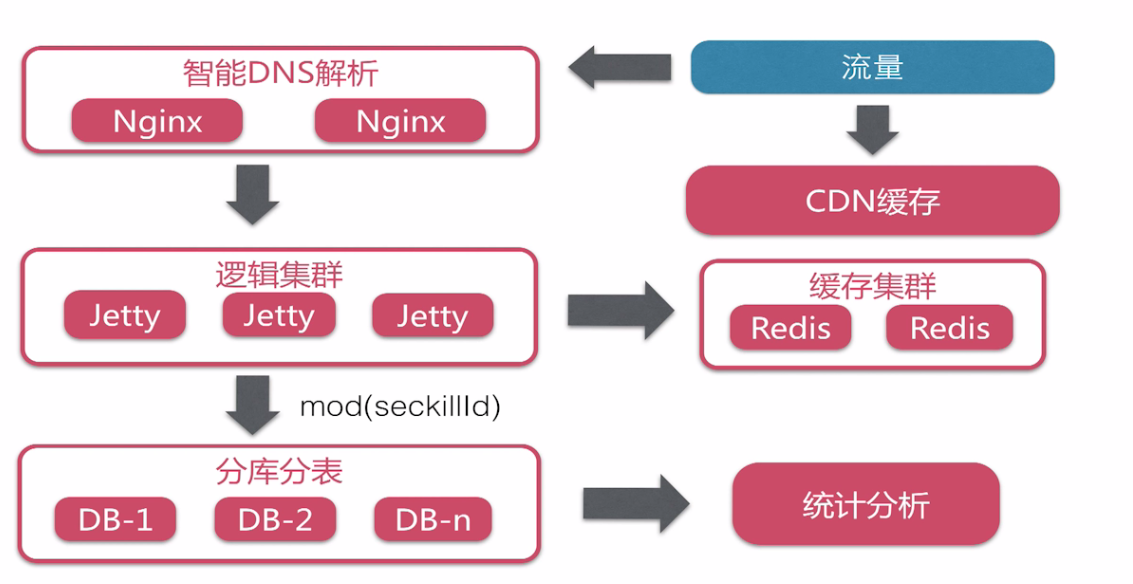 流量
智能DNS解析
Nginx Nginx
CDN缓存
逻辑集群
Jetty Jetty Jetty
缓存集群
Redis Redis
mod(seckillId)
分库分表
DB-1 DB-2 DB-n
统计分析